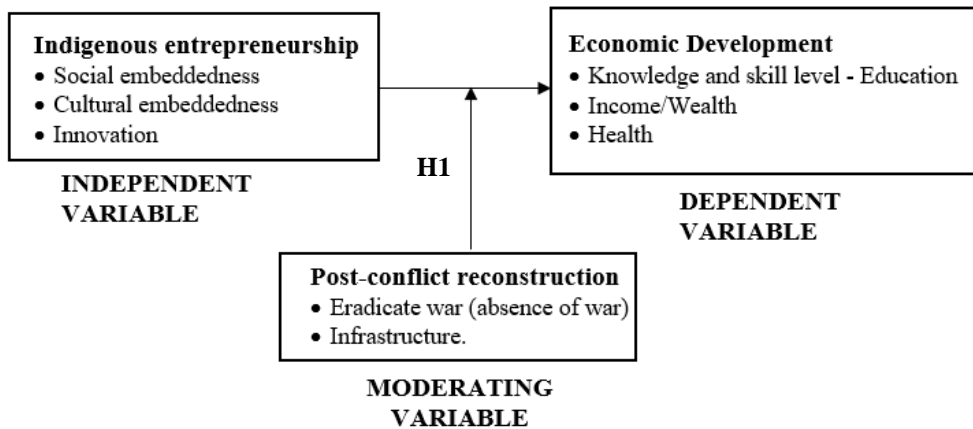 Indigenous entrepreneurship
• Social embeddedness
• Cultural embeddedness
• Innovation
INDEPENDENT
VARIABLE
Economic Development
• Knowledge and skill level - Education
• Income/Wealth
• Health
DEPENDENT
VARIABLE
H1
Post-conflict reconstruction
• Eradicate war (absence of war)
• Infrastructure.
MODERATING
VARIABLE